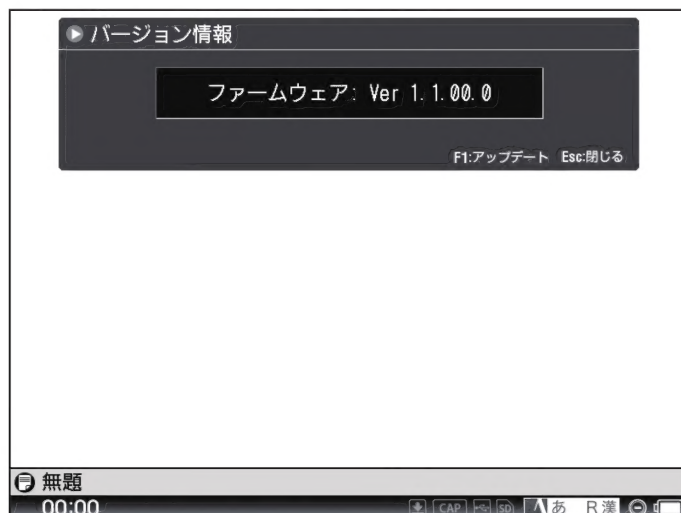 バージョン情報
ファームウェア: Ver 1.1.00.0
F1:アップデート Esc:閉じる
無題
00:00 CAP SD あ R漢